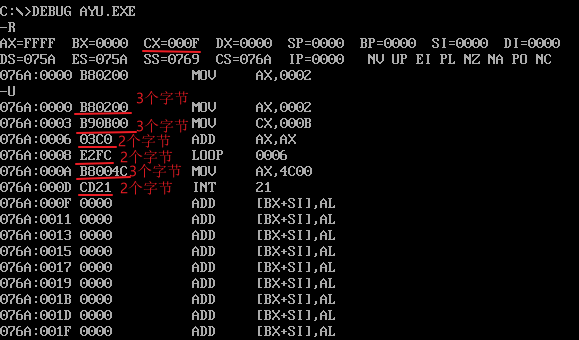 C:\>DEBUG AYU.EXE
-R
AX=FFFF BX=0000 CX=000F DX=0000 SP=0000 BP=0000 SI=0000 DI=0000
DS=075A ES=075A SS=0769 CS=076A IP=0000 NV UP EI PL NZ NA PO NC
076A:0000 B80200 MOV AX,0002
-U
076A:0000 B80200 3个字节 MOV AX,0002
076A:0003 B90B00 3个字节 MOV CX,000B
076A:0006 03C0 2个字节 ADD AX,AX
076A:0008 E2FC 2个字节 LOOP 0006
076A:000A B8004C 3个字节 MOV AX,4C00
076A:000D CD21 2个字节 INT 21
076A:000F 0000 ADD [BX+SI],AL
076A:0011 0000 ADD [BX+SI],AL
076A:0013 0000 ADD [BX+SI],AL
076A:0015 0000 ADD [BX+SI],AL
076A:0017 0000 ADD [BX+SI],AL
076A:0019 0000 ADD [BX+SI],AL
076A:001B 0000 ADD [BX+SI],AL
076A:001D 0000 ADD [BX+SI],AL
076A:001F 0000 ADD [BX+SI],AL